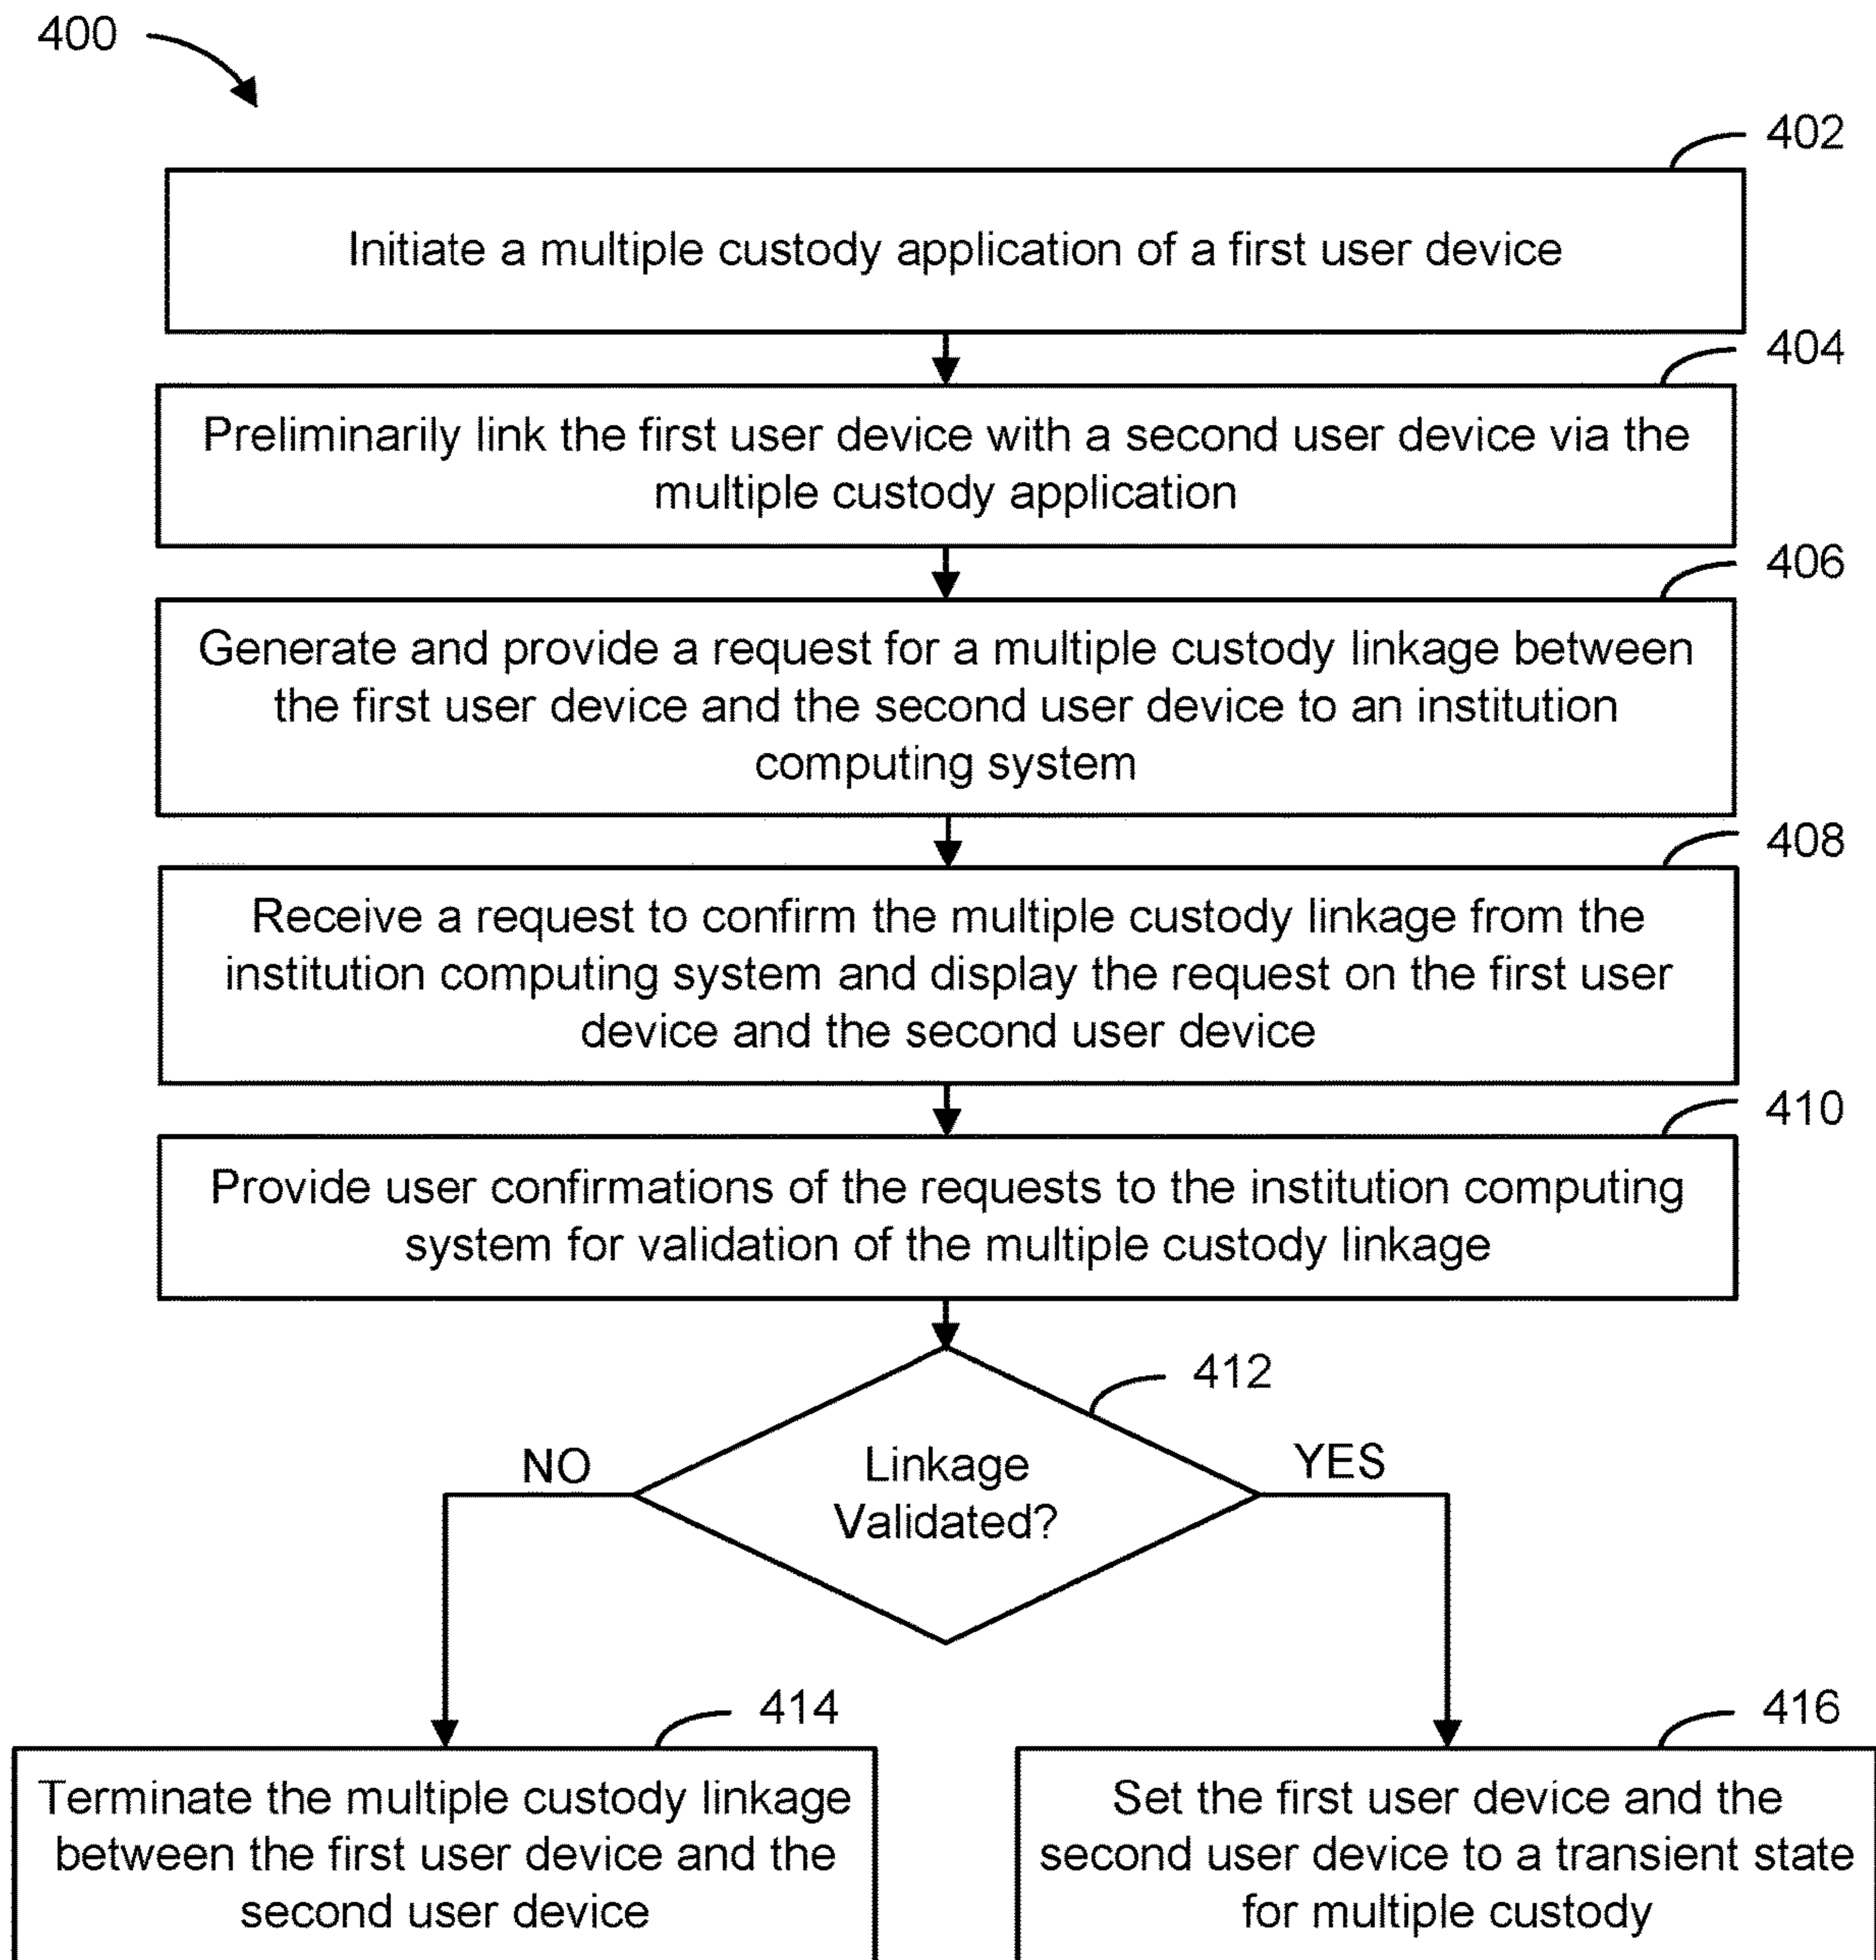 400
402
Initiate a multiple custody application of a first user device
404
Preliminarily link the first user device with a second user device via the
multiple custody application
406
Generate and provide a request for a multiple custody linkage between
the first user device and the second user device to an institution
computing system
408
Receive a request to confirm the multiple custody linkage from the
institution computing system and display the request on the first user
device and the second user device
410
Provide user confirmations of the requests to the institution computing
system for validation of the multiple custody linkage
412
NO
Linkage
Validated?
YES
414
Terminate the multiple custody linkage
between the first user device and the
second user device
416
Set the first user device and the
second user device to a transient state
for multiple custody